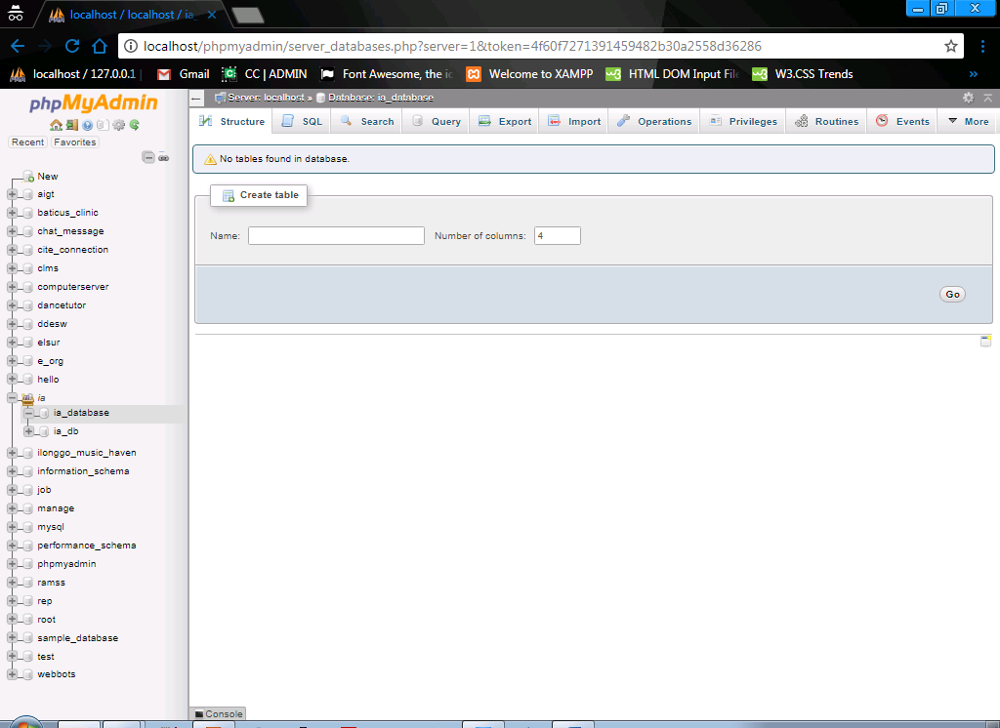 localhost / localhost / ia_
localhost/phpmyadmin/server_databases.php?server=1&token=4f60f7271391459482b30a2558d36286
localhost / 127.0.0.1 Gmail CC | ADMIN Font Awesome, the ic Welcome to XAMPP HTML DOM Input File W3.CSS Trends »
phpMyAdmin
Recent Favorites
New
aigt
baticus_clinic
chat_message
cite_connection
clms
computerserver
dancetutor
ddesw
elsur
e_org
hello
ia
ia_database
ia_db
ilonggo_music_haven
information_schema
job
manage
mysql
performance_schema
phpmyadmin
ramss
rep
root
sample_database
test
webbots
Server: localhost » Database: ia_database
Structure SQL Search Query Export Import Operations Privileges Routines Events More
No tables found in database.
Create table
Name: Number of columns: 4
Go
Console